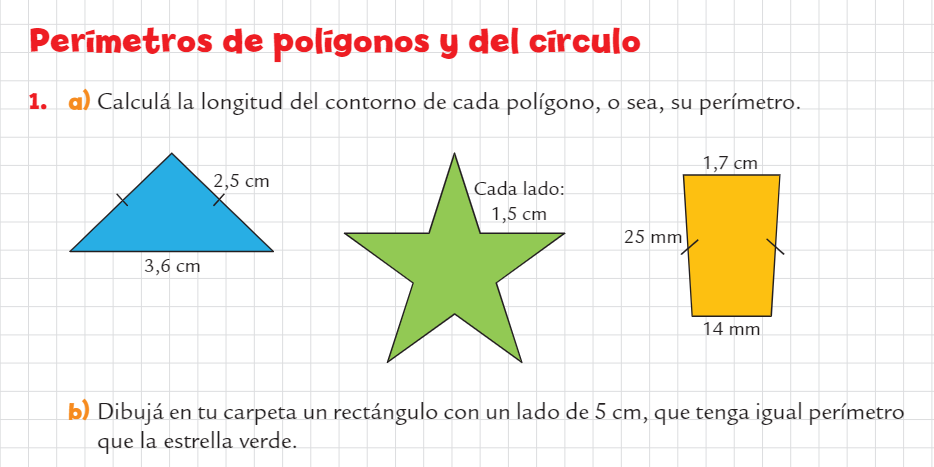 Perímetros de polígonos y del círculo
1. a) Calculá la longitud del contorno de cada polígono, o sea, su perímetro.
2,5 cm
3,6 cm
Cada lado:
1,5 cm
1,7 cm
25 mm
14 mm
b) Dibujá en tu carpeta un rectángulo con un lado de 5 cm, que tenga igual perímetro
que la estrella verde.